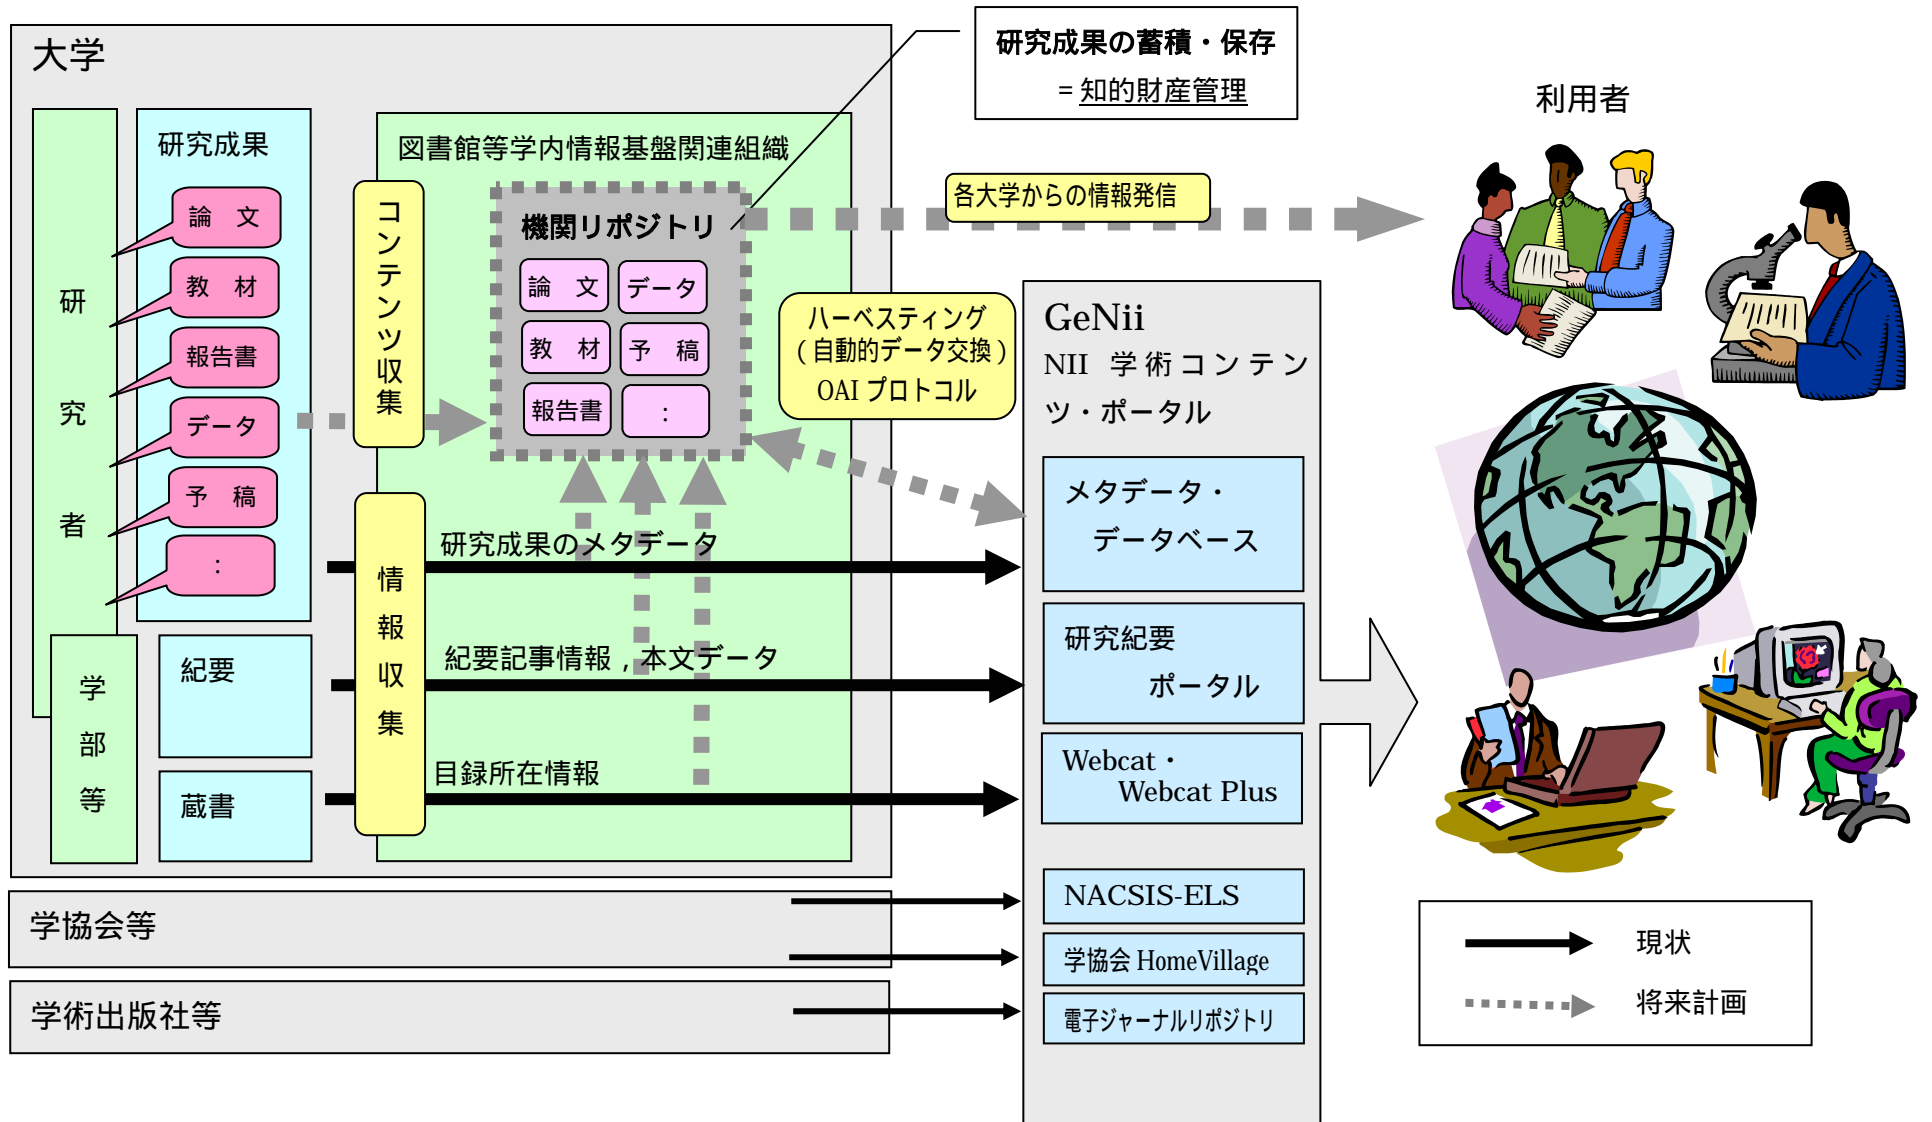 大学
研究成果の蓄積・保存
= 知的財産管理
利用者
研究者
研究成果
論 文
教 材
報告書
データ
予 稿
:
図書館等学内情報基盤関連組織
コンテンツ収集
機関リポジトリ
論 文
データ
教 材
予 稿
報告書
:
各大学からの情報発信
ハーベスティング
(自動的データ交換)
OAI プロトコル
GeNii
NII 学術コンテン
ツ・ポータル
メタデータ・
データベース
研究紀要
ポータル
Webcat・
Webcat Plus
NACSIS-ELS
学協会 HomeVillage
電子ジャーナルリポジトリ
情報収集
研究成果のメタデータ
紀要記事情報,本文データ
目録所在情報
学部等
紀要
蔵書
学協会等
学術出版社等
現状
将来計画